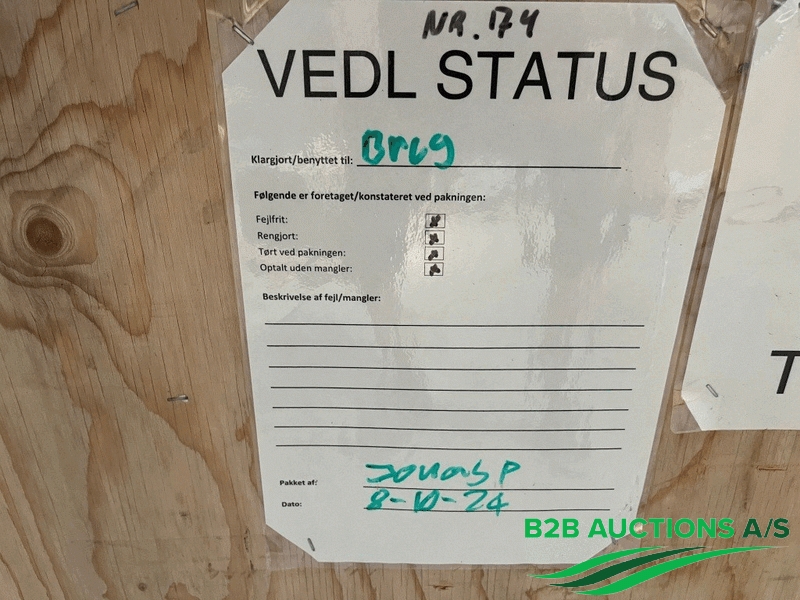 NR. 174
VEDL STATUS
Klargjort/benyttet til: Brug
Følgende er foretaget/konstateret ved pakningen:
Fejlfrit:
Rengjort:
Tørt ved pakningen:
Optalt uden mangler:
Beskrivelse af fejl/mangler:
Pakket af: Jonas P
Dato: 8-10-24
T
B2B AUCTIONS A/S